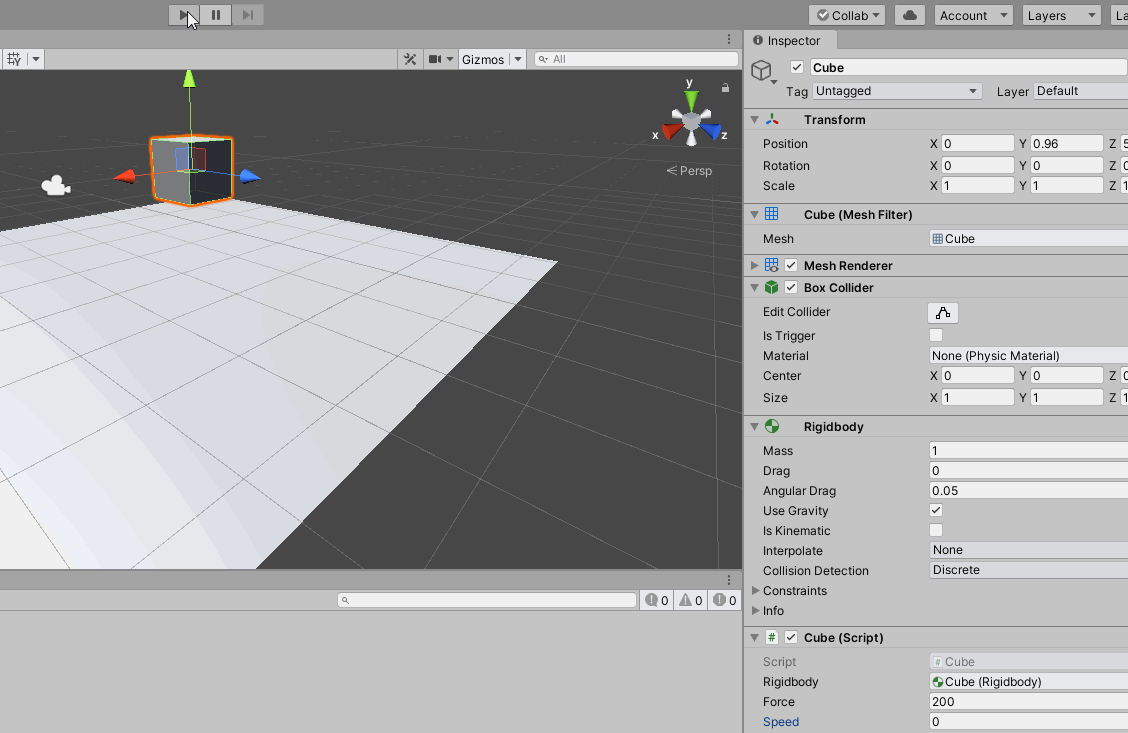 Collab Account Layers La
Inspector
Gizmos All
Cube
Tag Untagged Layer Default
y
x z
Persp
Transform
Position X 0 Y 0.96 Z 5
Rotation X 0 Y 0 Z 0
Scale X 1 Y 1 Z 1
Cube (Mesh Filter)
Mesh Cube
Mesh Renderer
Box Collider
Edit Collider
Is Trigger
Material None (Physic Material)
Center X 0 Y 0 Z 0
Size X 1 Y 1 Z 1
Rigidbody
Mass 1
Drag 0
Angular Drag 0.05
Use Gravity
Is Kinematic
Interpolate None
Collision Detection Discrete
Constraints
Info
0 0 0
Cube (Script)
# Script # Cube
Rigidbody Cube (Rigidbody)
Force 200
Speed 0